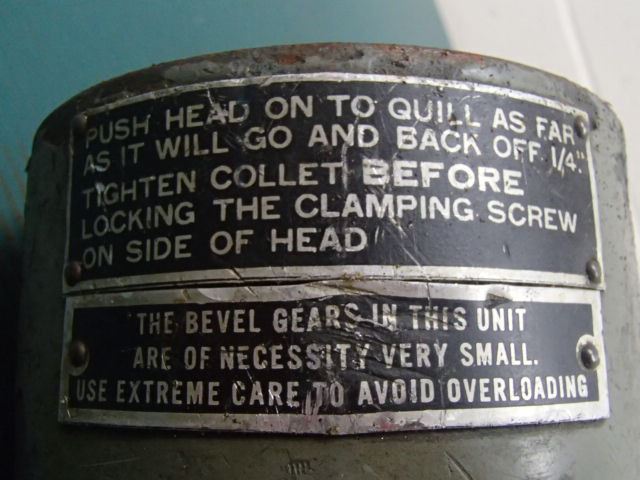 PUSH HEAD ON TO QUILL AS FAR
AS IT WILL GO AND BACK OFF 1/4".
TIGHTEN COLLET BEFORE
LOCKING THE CLAMPING SCREW
ON SIDE OF HEAD
THE BEVEL GEARS IN THIS UNIT
ARE OF NECESSITY VERY SMALL.
USE EXTREME CARE TO AVOID OVERLOADING